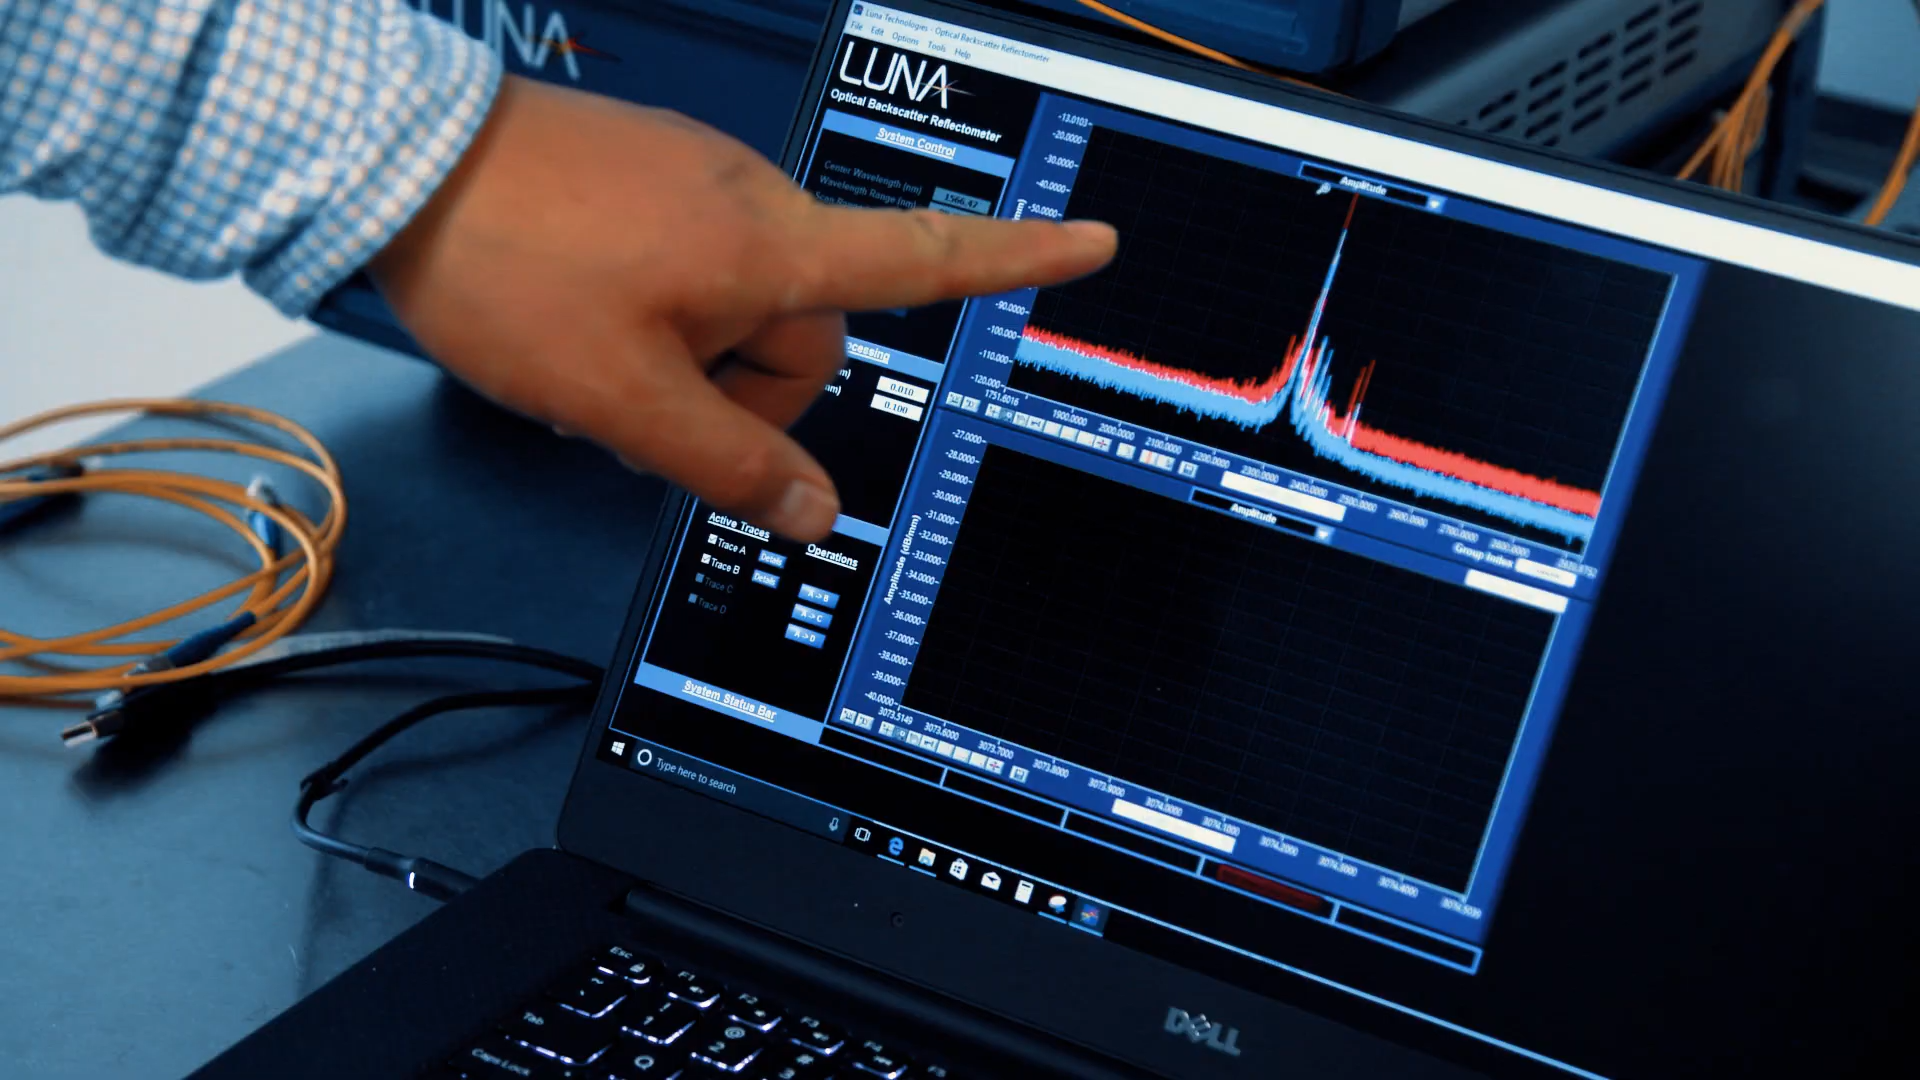 LUNA
Luna Technologies - Optical Backscatter Reflectometer
File Edit Options Tools Help
LUNA
Optical Backscatter Reflectometer
System Control
Center Wavelength (nm)
1566.47
Wavelength Range (nm)
0.010
0.100
Active Traces
Operations
Trace A
Details
Trace B
Details
Trace C
Trace D
A -> B
A -> C
A -> D
System Status Bar
Amplitude
-13.0103
-20.0000
-30.0000
-40.0000
-50.0000
-90.0000
-100.000
-110.000
-120.000
1751.6016
1900.0000
2000.0000
2100.0000
2200.0000
2300.0000
2400.0000
2500.0000
2600.0000
2700.0000
2800.0000
Group Index
Amplitude
Amplitude (dB/mm)
-27.0000
-28.0000
-29.0000
-30.0000
-31.0000
-32.0000
-33.0000
-34.0000
-35.0000
-36.0000
-37.0000
-38.0000
-39.0000
-40.0000
3073.5149
3073.6000
3073.7000
3073.8000
3073.9000
3074.0000
3074.1000
3074.2000
3074.3000
3074.4000
3074.5039
Type here to search
DELL
Esc
F1
F2
F3
F4
F5
~
!
1
@
2
#
3
Tab
Q
Caps Lock